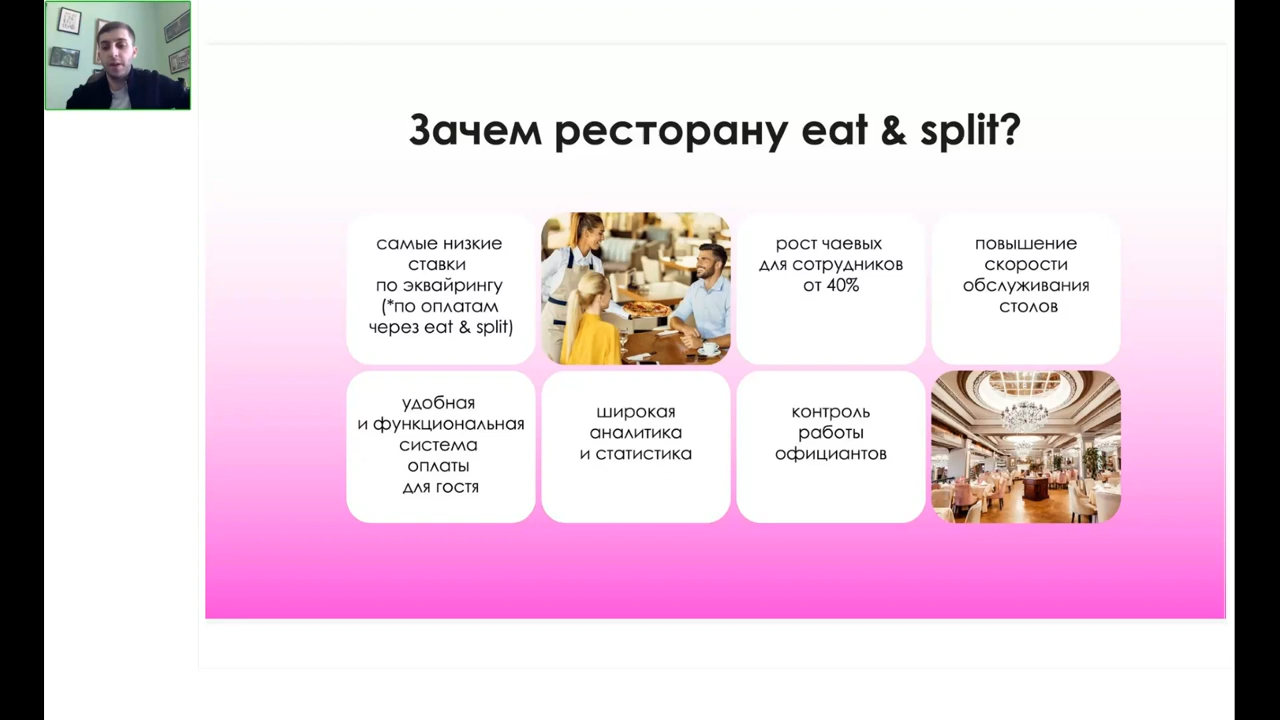 Зачем ресторану eat & split?
самые низкие
ставки
по эквайрингу
(*по оплатам
через eat & split)
рост чаевых
для сотрудников
от 40%
повышение
скорости
обслуживания
столов
удобная
и функциональная
система
оплаты
для гостя
широкая
аналитика
и статистика
контроль
работы
официантов